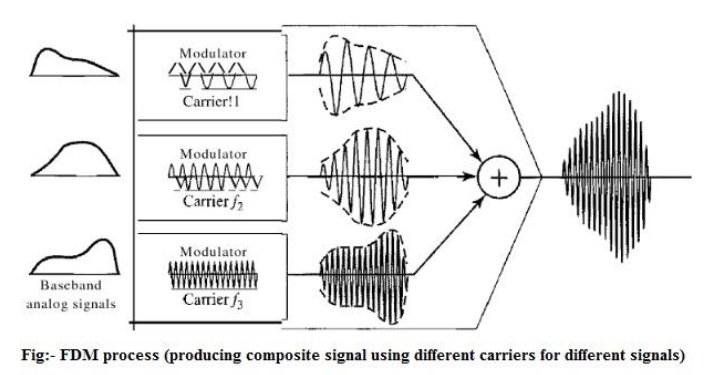 Modulator
Carrier!1
Modulator
Carrier f2
Modulator
Carrier f3
Baseband
analog signals
+
Fig:- FDM process (producing composite signal using different carriers for different signals)